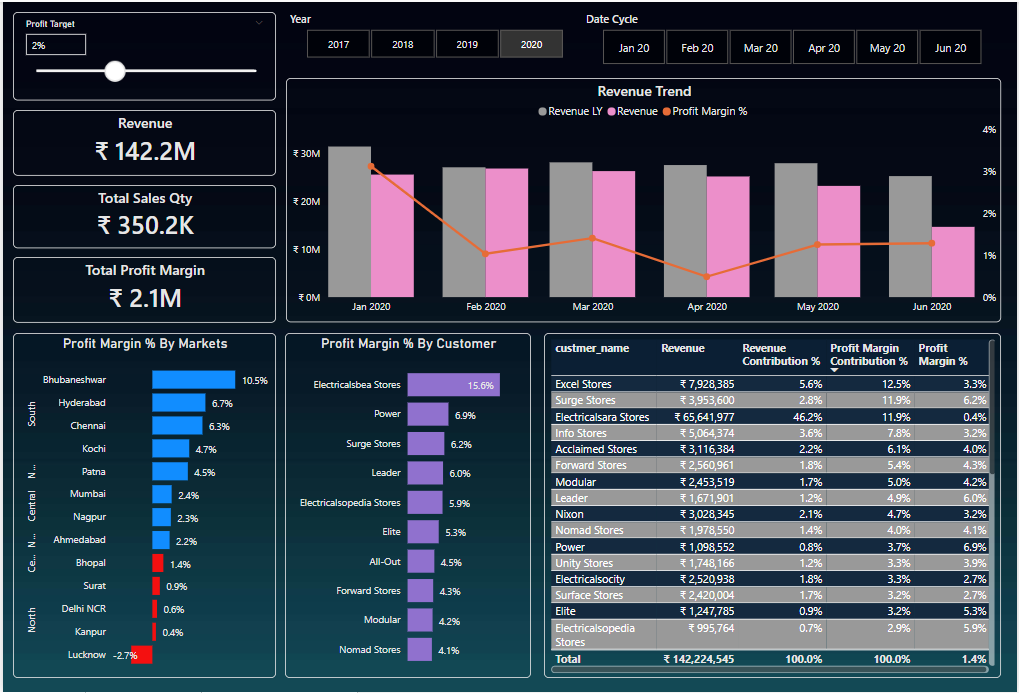 Profit Target
2%
Year
2017 2018 2019 2020
Date Cycle
Jan 20 Feb 20 Mar 20 Apr 20 May 20 Jun 20
Revenue
₹ 142.2M
Total Sales Qty
₹ 350.2K
Total Profit Margin
₹ 2.1M
Revenue Trend
Revenue LY Revenue Profit Margin %
₹ 30M
₹ 20M
₹ 10M
₹ 0M
4%
3%
2%
1%
0%
Jan 2020 Feb 2020 Mar 2020 Apr 2020 May 2020 Jun 2020
Profit Margin % By Markets
South
N ...
Central
N ...
Ce...
North
Bhubaneshwar 10.5%
Hyderabad 6.7%
Chennai 6.3%
Kochi 4.7%
Patna 4.5%
Mumbai 2.4%
Nagpur 2.3%
Ahmedabad 2.2%
Bhopal 1.4%
Surat 0.9%
Delhi NCR 0.6%
Kanpur 0.4%
Lucknow -2.7%
Profit Margin % By Customer
Electricalsbea Stores 15.6%
Power 6.9%
Surge Stores 6.2%
Leader 6.0%
Electricalsopedia Stores 5.9%
Elite 5.3%
All-Out 4.5%
Forward Stores 4.3%
Modular 4.2%
Nomad Stores 4.1%
custmer_name Revenue Revenue Contribution % Profit Margin Contribution % Profit Margin %
Excel Stores ₹ 7,928,385 5.6% 12.5% 3.3%
Surge Stores ₹ 3,953,600 2.8% 11.9% 6.2%
Electricalsara Stores ₹ 65,641,977 46.2% 11.9% 0.4%
Info Stores ₹ 5,064,374 3.6% 7.8% 3.2%
Acclaimed Stores ₹ 3,116,384 2.2% 6.1% 4.0%
Forward Stores ₹ 2,560,961 1.8% 5.4% 4.3%
Modular ₹ 2,453,519 1.7% 5.0% 4.2%
Leader ₹ 1,671,901 1.2% 4.9% 6.0%
Nixon ₹ 3,028,345 2.1% 4.7% 3.2%
Nomad Stores ₹ 1,978,550 1.4% 4.0% 4.1%
Power ₹ 1,098,552 0.8% 3.7% 6.9%
Unity Stores ₹ 1,748,166 1.2% 3.3% 3.9%
Electricalsocity ₹ 2,520,938 1.8% 3.3% 2.7%
Surface Stores ₹ 2,420,004 1.7% 3.2% 2.7%
Elite ₹ 1,247,785 0.9% 3.2% 5.3%
Electricalsopedia Stores ₹ 995,764 0.7% 2.9% 5.9%
Total ₹ 142,224,545 100.0% 100.0% 1.4%